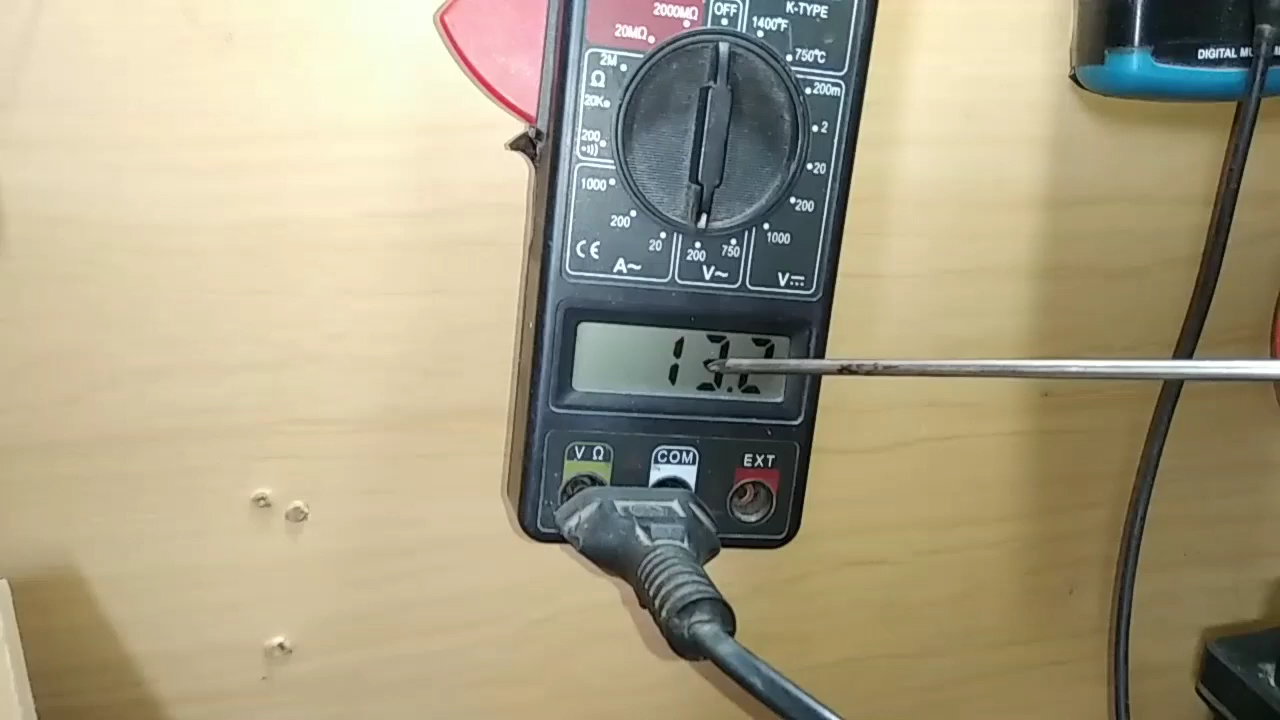 2000MΩ
20MΩ
OFF
K-TYPE
1400°F
750°C
2M
Ω
20K
200
200m
2
20
200
1000
1000
200
20
200
750
CE
A~
V~
V
13.2
V Ω
COM
EXT
DIGITAL